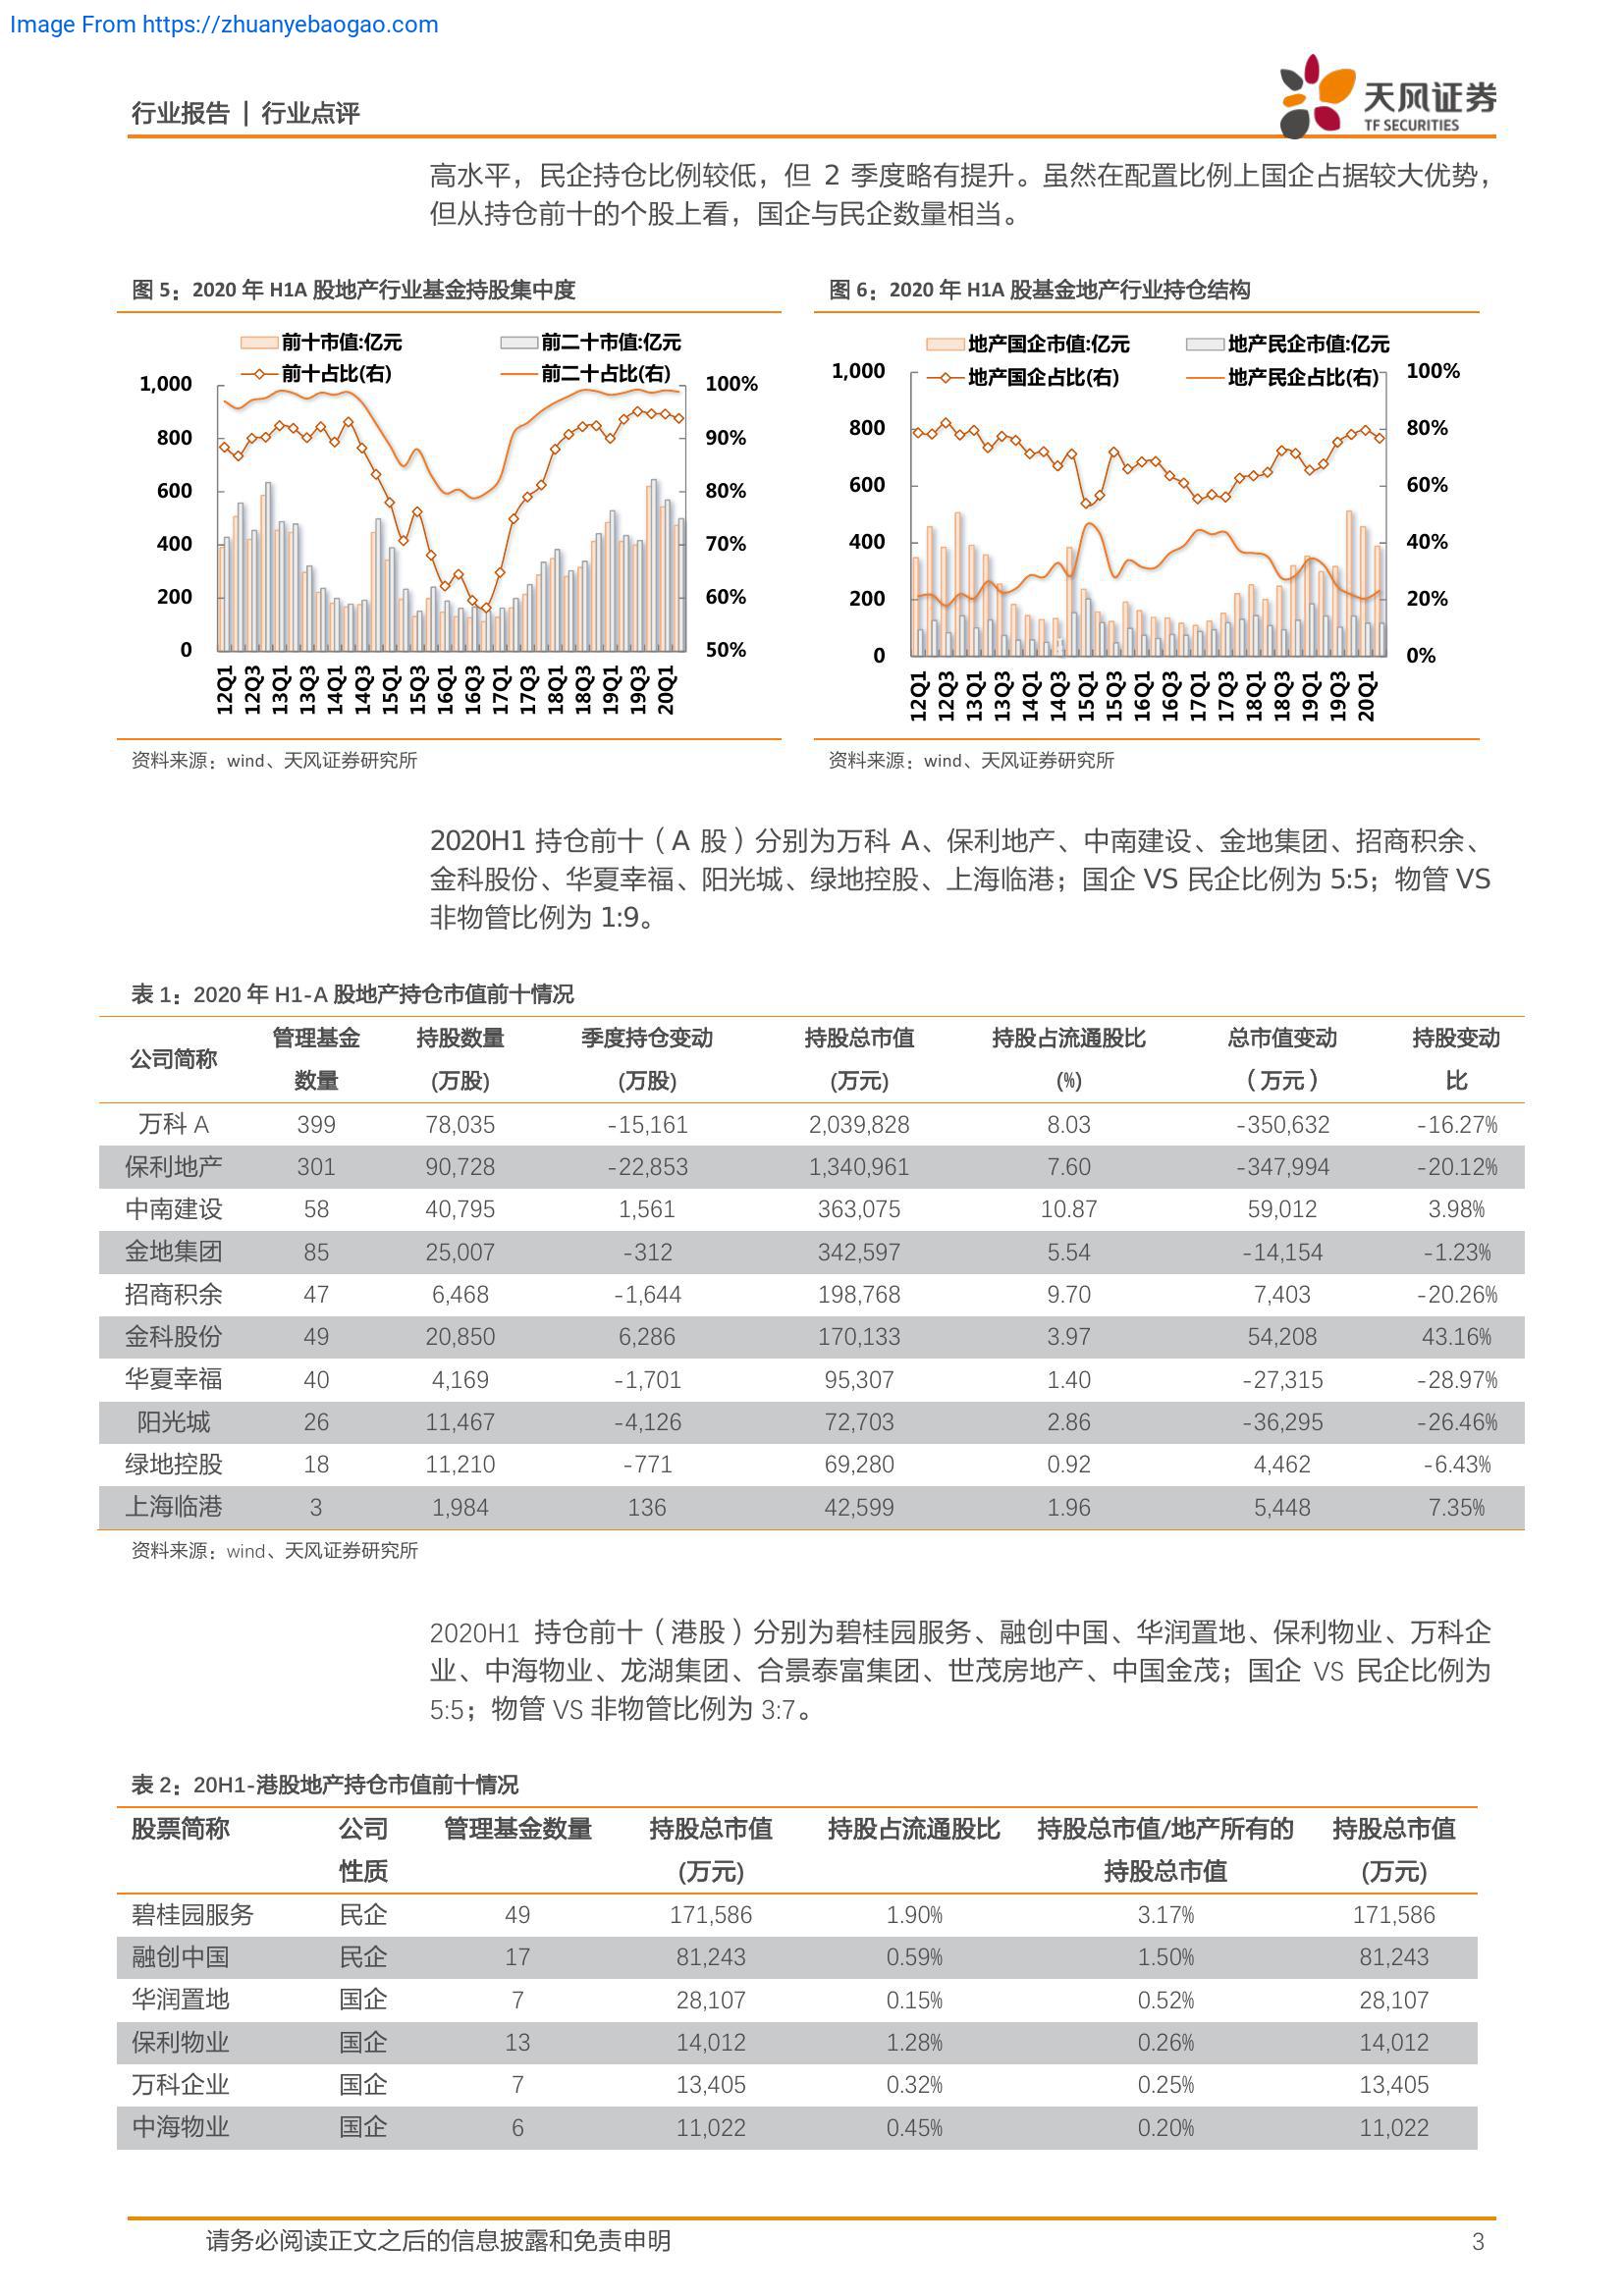 Image From https://zhuanyebaogao.com
行业报告 | 行业点评
天风证券
TF SECURITIES
高水平，民企持仓比例较低，但 2 季度略有提升。虽然在配置比例上国企占据较大优势，
但从持仓前十的个股上看，国企与民企数量相当。
图 5：2020 年 H1A 股地产行业基金持股集中度
前十市值:亿元 前二十市值:亿元
前十占比(右) 前二十占比(右)
1,000 100%
800 90%
600 80%
400 70%
200 60%
0 50%
12Q1 12Q3 13Q1 13Q3 14Q1 14Q3 15Q1 15Q3 16Q1 16Q3 17Q1 17Q3 18Q1 18Q3 19Q1 19Q3 20Q1
资料来源：wind、天风证券研究所
图 6：2020 年 H1A 股基金地产行业持仓结构
地产国企市值:亿元 地产民企市值:亿元
地产国企占比(右) 地产民企占比(右)
1,000 100%
800 80%
600 60%
400 40%
200 20%
0 0%
12Q1 12Q3 13Q1 13Q3 14Q1 14Q3 15Q1 15Q3 16Q1 16Q3 17Q1 17Q3 18Q1 18Q3 19Q1 19Q3 20Q1
资料来源：wind、天风证券研究所
2020H1 持仓前十（A 股）分别为万科 A、保利地产、中南建设、金地集团、招商积余、
金科股份、华夏幸福、阳光城、绿地控股、上海临港；国企 VS 民企比例为 5:5；物管 VS
非物管比例为 1:9。
表 1：2020 年 H1-A 股地产持仓市值前十情况
公司简称 管理基金 持股数量 季度持仓变动 持股总市值 持股占流通股比 总市值变动 持股变动
数量 (万股) (万股) (万元) (%) （万元） 比
万科 A 399 78,035 -15,161 2,039,828 8.03 -350,632 -16.27%
保利地产 301 90,728 -22,853 1,340,961 7.60 -347,994 -20.12%
中南建设 58 40,795 1,561 363,075 10.87 59,012 3.98%
金地集团 85 25,007 -312 342,597 5.54 -14,154 -1.23%
招商积余 47 6,468 -1,644 198,768 9.70 7,403 -20.26%
金科股份 49 20,850 6,286 170,133 3.97 54,208 43.16%
华夏幸福 40 4,169 -1,701 95,307 1.40 -27,315 -28.97%
阳光城 26 11,467 -4,126 72,703 2.86 -36,295 -26.46%
绿地控股 18 11,210 -771 69,280 0.92 4,462 -6.43%
上海临港 3 1,984 136 42,599 1.96 5,448 7.35%
资料来源：wind、天风证券研究所
2020H1 持仓前十（港股）分别为碧桂园服务、融创中国、华润置地、保利物业、万科企
业、中海物业、龙湖集团、合景泰富集团、世茂房地产、中国金茂；国企 VS 民企比例为
5:5；物管 VS 非物管比例为 3:7。
表 2：20H1-港股地产持仓市值前十情况
股票简称 公司 管理基金数量 持股总市值 持股占流通股比 持股总市值/地产所有的 持股总市值
性质 (万元) 持股总市值 (万元)
碧桂园服务 民企 49 171,586 1.90% 3.17% 171,586
融创中国 民企 17 81,243 0.59% 1.50% 81,243
华润置地 国企 7 28,107 0.15% 0.52% 28,107
保利物业 国企 13 14,012 1.28% 0.26% 14,012
万科企业 国企 7 13,405 0.32% 0.25% 13,405
中海物业 国企 6 11,022 0.45% 0.20% 11,022
请务必阅读正文之后的信息披露和免责申明 3